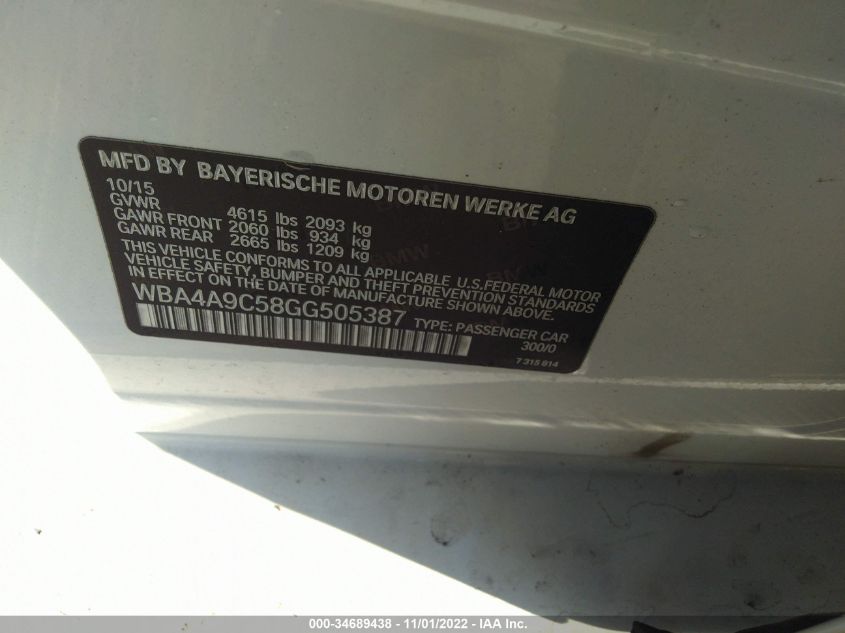 MFD BY BAYERISCHE MOTOREN WERKE AG
10/15
GVWR 4615 lbs 2093 kg
GAWR FRONT 2060 lbs 934 kg
GAWR REAR 2665 lbs 1209 kg
THIS VEHICLE CONFORMS TO ALL APPLICABLE U.S.FEDERAL MOTOR
VEHICLE SAFETY, BUMPER AND THEFT PREVENTION STANDARDS
IN EFFECT ON THE DATE OF MANUFACTURE SHOWN ABOVE.
WBA4A9C58GG505387 TYPE: PASSENGER CAR
300/0
7 315 814
000-34689438 - 11/01/2022 - IAA Inc.